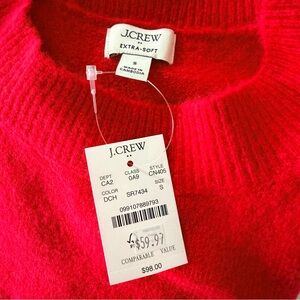 J.CREW
EXTRA-SOFT
S
MADE IN
CAMBODIA
J.CREW
DEPT CLASS STYLE
CA2 0A9 CN405
COLOR SIZE
DCH SR7434 S
099107889793
$59.97
COMPARABLE VALUE
$98.00